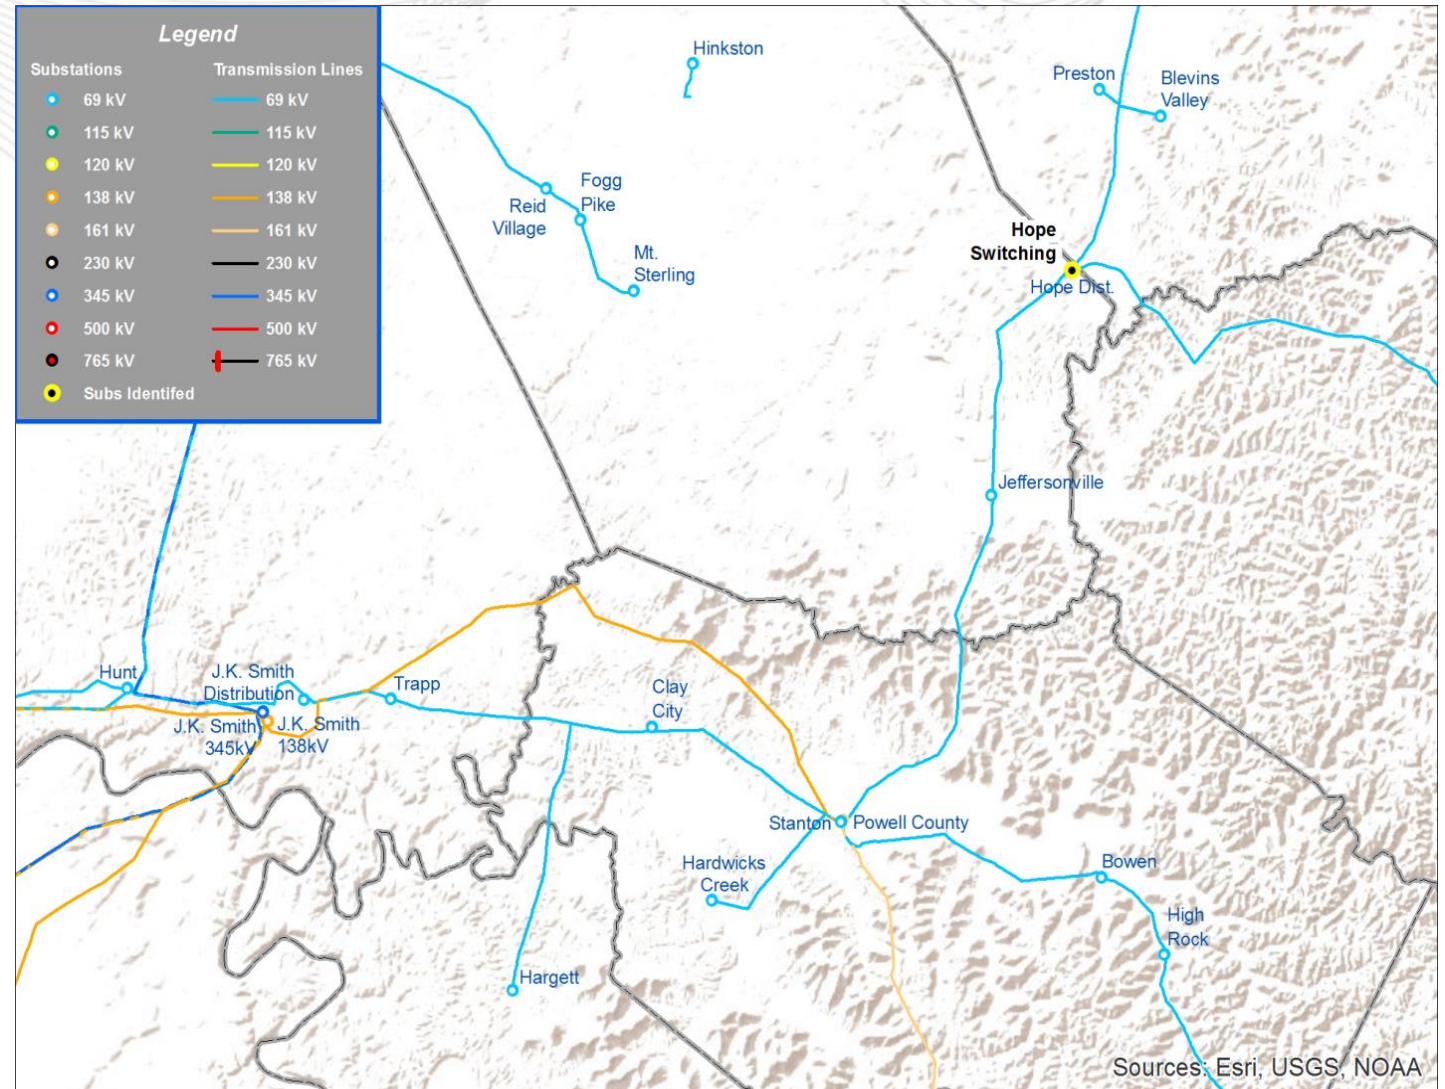 Legend
Substations
Transmission Lines
69 kV
69 kV
115 kV
115 kV
120 kV
120 kV
138 kV
138 kV
161 kV
161 kV
230 kV
230 kV
345 kV
345 kV
500 kV
500 kV
765 kV
765 kV
Subs Identifed
Hinkston
Preston
Blevins
Valley
Fogg
Pike
Reid
Village
Mt.
Sterling
Hope
Switching
Hope Dist.
Jeffersonville
Hunt
J.K. Smith
Distribution
Trapp
J.K. Smith
345kV
J.K. Smith
138kV
Clay
City
Stanton
Powell County
Hardwicks
Creek
Bowen
High
Rock
Hargett
Sources: Esri, USGS, NOAA